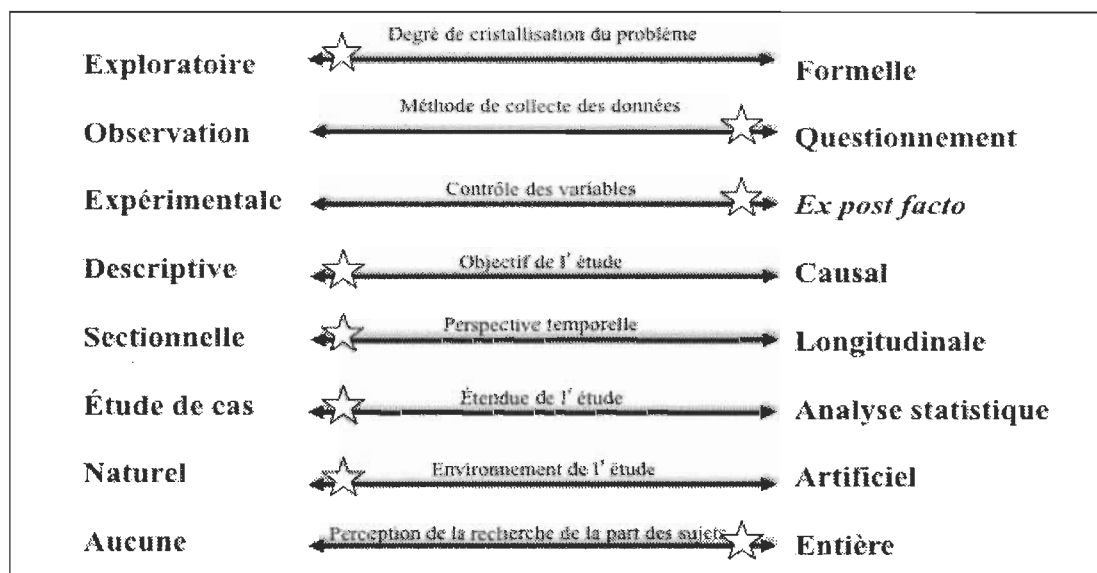 Degré de cristallisation du problème
Exploratoire Formelle
Méthode de collecte des données
Observation Questionnement
Contrôle des variables
Expérimentale Ex post facto
Objectif de l' étude
Descriptive Causal
Perspective temporelle
Sectionnelle Longitudinale
Étendue de l' étude
Étude de cas Analyse statistique
Environnement de l' étude
Naturel Artificiel
Perception de la recherche de la part des sujets
Aucune Entière